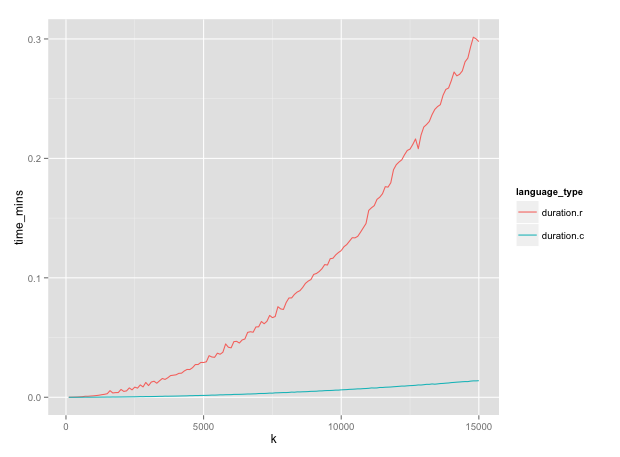 0.3
0.2
0.1
0.0
time_mins
0
5000
10000
15000
k
language_type
duration.r
duration.c